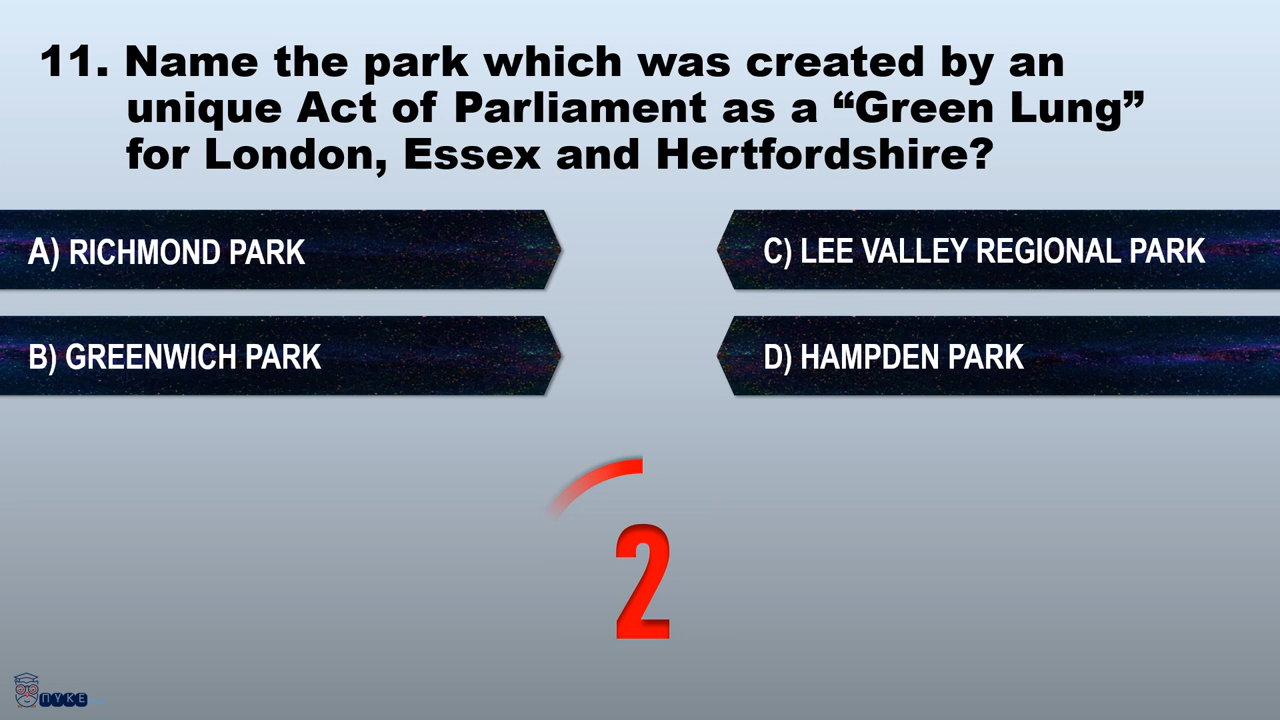 11. Name the park which was created by an
unique Act of Parliament as a “Green Lung”
for London, Essex and Hertfordshire?
A) RICHMOND PARK
C) LEE VALLEY REGIONAL PARK
B) GREENWICH PARK
D) HAMPDEN PARK
2
NYKE